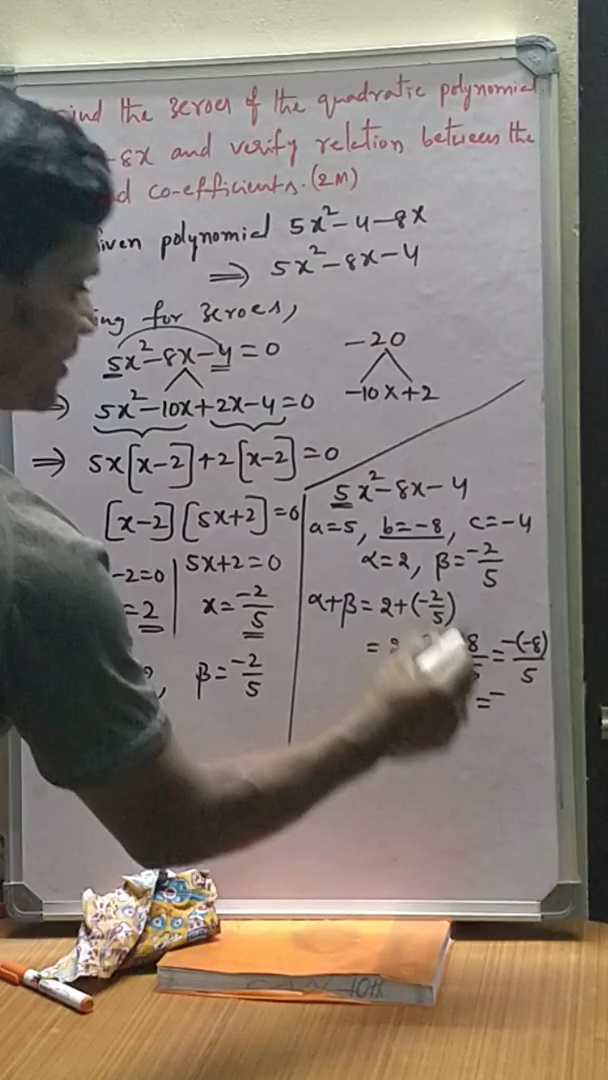 ind the zeroes of the quadratic polynomial
-8x and verify relation between the
d co-efficients. (2M)
iven polynomial 5x²-4-8x
⟹ 5x²-8x-4
ing for zeroes,
5x²-8x-4=0
-20
-10x+2
⟹ 5x²-10x+2x-4=0
⟹ 5x[x-2]+2[x-2]=0
[x-2][5x+2]=0
-2=0 | 5x+2=0
=2 x=-2/5
, β=-2/5
5x²-8x-4
a=5, b=-8, c=-4
α=2, β=-2/5
α+β=2+(-2/5)
= 8 = -(-8)/5
= -
10th